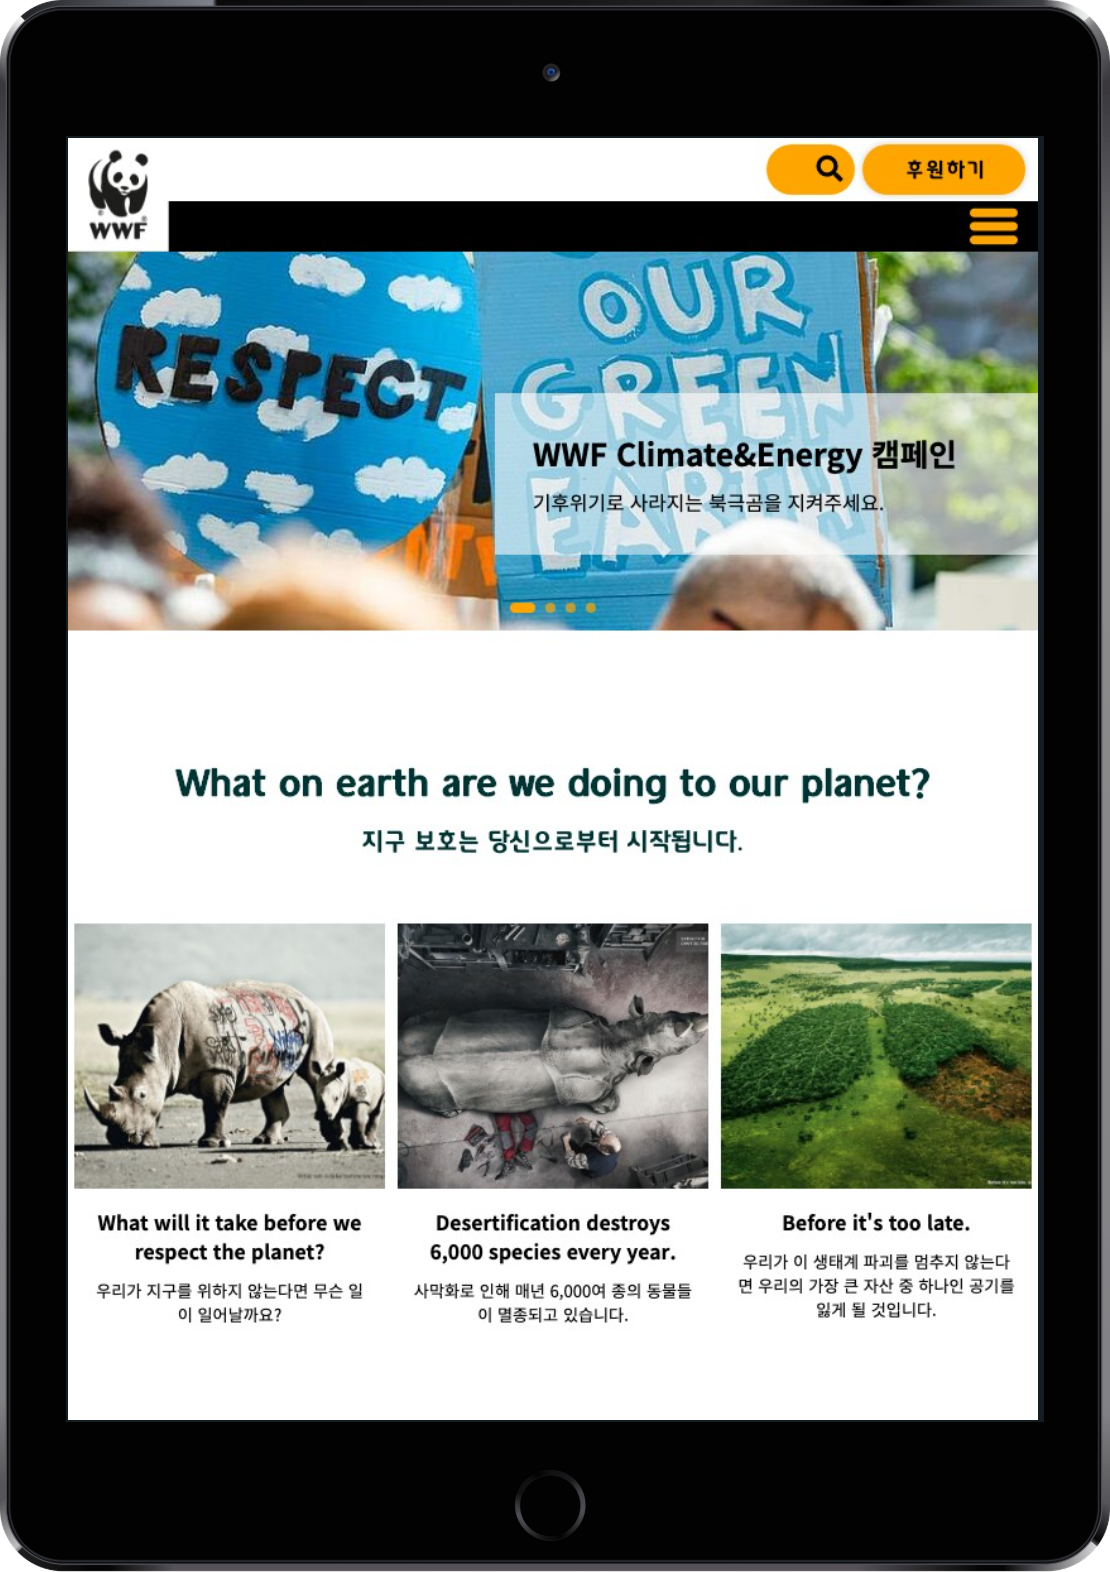 WWF
후원하기
RESPECT
OUR
GREEN
EARTH
WWF Climate&Energy 캠페인
기후위기로 사라지는 북극곰을 지켜주세요.
What on earth are we doing to our planet?
지구 보호는 당신으로부터 시작됩니다.
What will it take before we
respect the planet?
우리가 지구를 위하지 않는다면 무슨 일
이 일어날까요?
Desertification destroys
6,000 species every year.
사막화로 인해 매년 6,000여 종의 동물들
이 멸종되고 있습니다.
Before it's too late.
우리가 이 생태계 파괴를 멈추지 않는다
면 우리의 가장 큰 자산 중 하나인 공기를
잃게 될 것입니다.